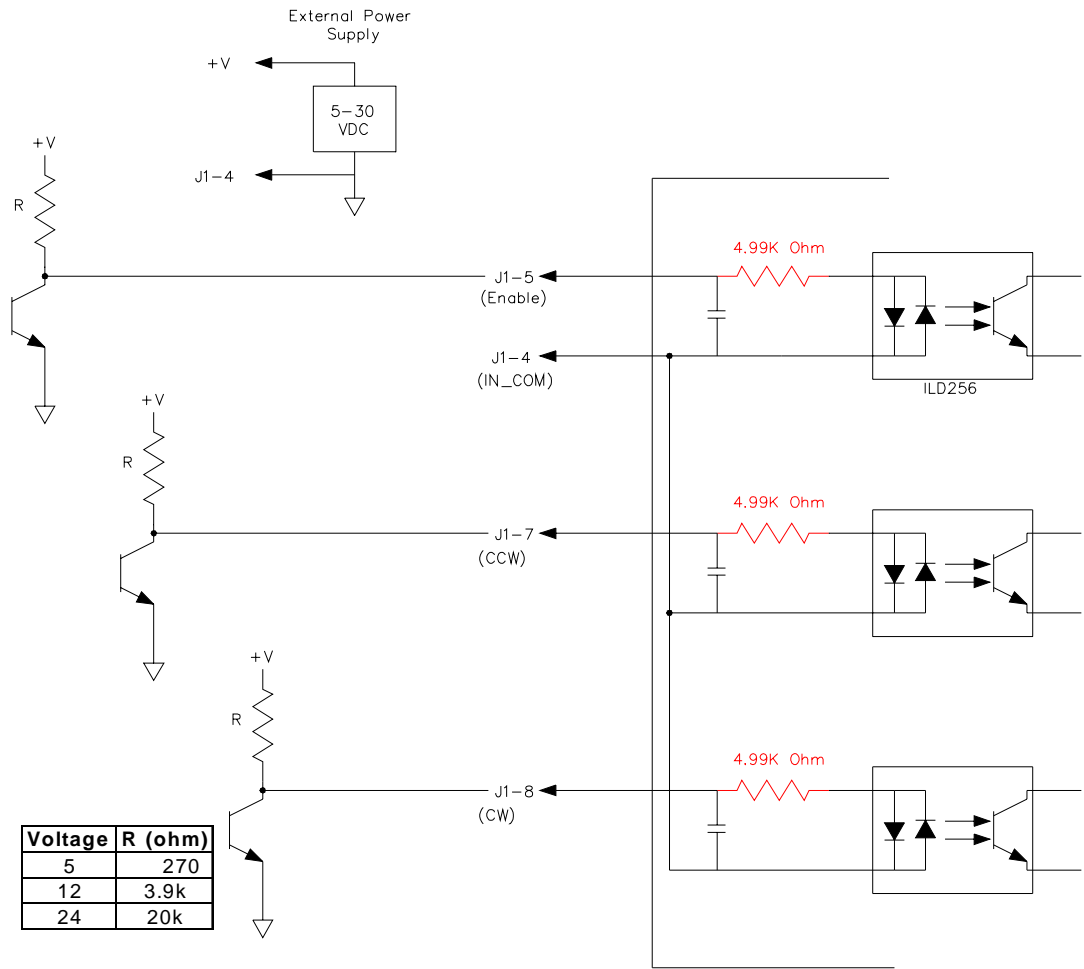 External Power
Supply
+V
5-30
VDC
J1-4
+V
R
4.99K Ohm
J1-5
(Enable)
J1-4
(IN_COM)
ILD256
+V
R
4.99K Ohm
J1-7
(CCW)
+V
R
4.99K Ohm
J1-8
(CW)
Voltage R (ohm)
5 270
12 3.9k
24 20k